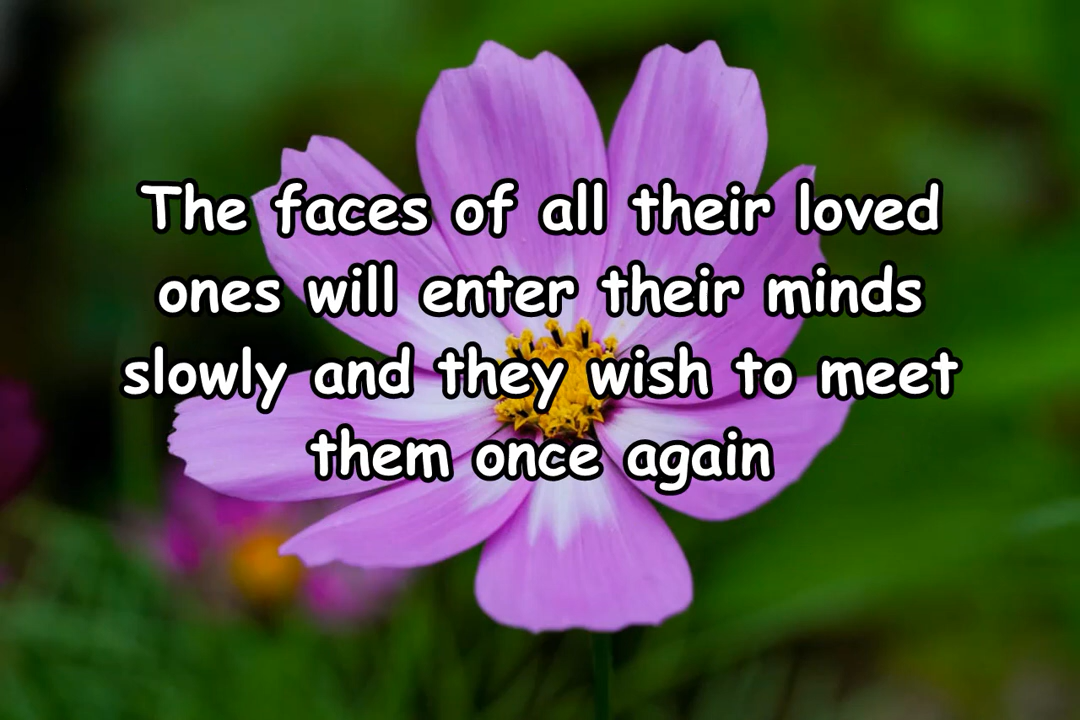 The faces of all their loved
ones will enter their minds
slowly and they wish to meet
them once again